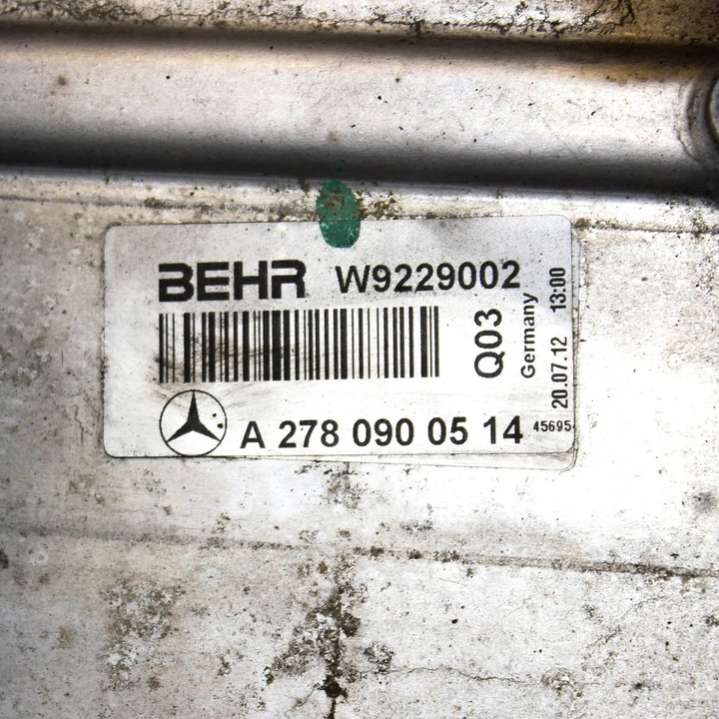 BEHR W9229002
Q03
Germany
20.07.12 13:00
A 278 090 05 14
45695